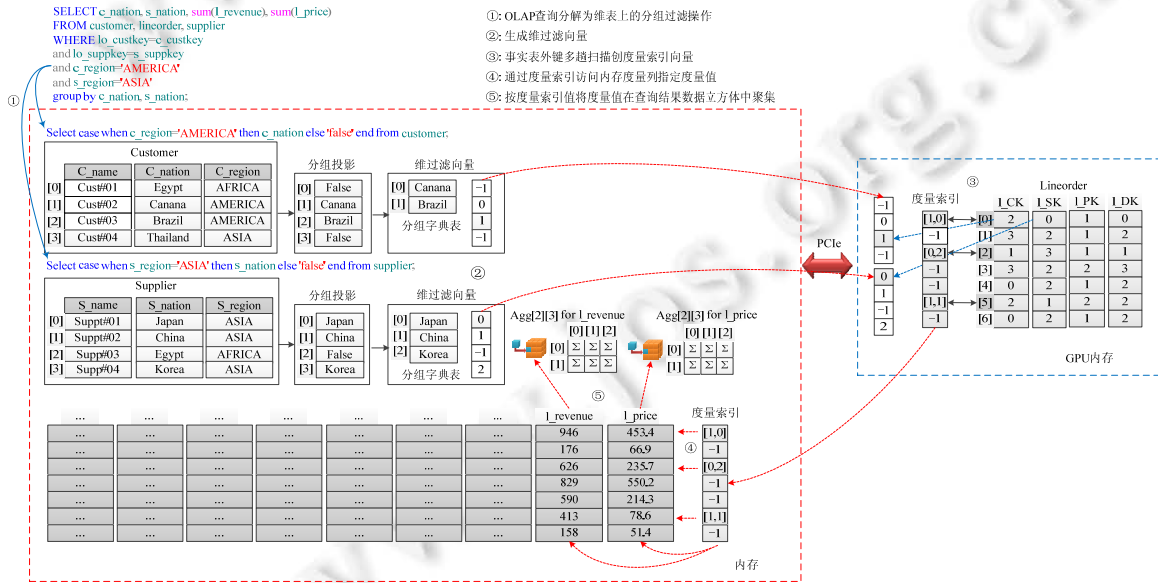 SELECT c_nation, s_nation, sum(l_revenue), sum(l_price)
FROM customer, lineorder, supplier
WHERE lo_custkey=c_custkey
and lo_suppkey=s_suppkey
and c_region='AMERICA'
and s_region='ASIA'
group by c_nation, s_nation;
①: OLAP查询分解为维表上的分组过滤操作
②: 生成维过滤向量
③: 事实表外键多趟扫描创度量索引向量
④: 通过度量索引访问内存度量列指定度量值
⑤: 按度量索引值将度量值在查询结果数据立方体中聚集
①
Select case when c_region='AMERICA' then c_nation else 'false' end from customer;
Customer
C_name C_nation C_region
[0] Cust#01 Egypt AFRICA
[1] Cust#02 Canana AMERICA
[2] Cust#03 Brazil AMERICA
[3] Cust#04 Thailand ASIA
分组投影
[0] False
[1] Canana
[2] Brazil
[3] False
维过滤向量
[0] Canana -1
[1] Brazil 0
1
分组字典表 -1
Select case when s_region='ASIA' then s_nation else 'false' end from supplier;
②
Supplier
S_name S_nation S_region
[0] Suppt#01 Japan ASIA
[1] Suppt#02 China ASIA
[2] Supp#03 Egypt AFRICA
[3] Supp#04 Korea ASIA
分组投影
[0] Japan
[1] China
[2] False
[3] Korea
维过滤向量
[0] Japan 0
[1] China 1
[2] Korea -1
分组字典表 2
Agg[2][3] for l_revenue
[0] [1] [2]
[0] Σ Σ Σ
[1] Σ Σ Σ
Agg[2][3] for l_price
[0] [1] [2]
[0] Σ Σ Σ
[1] Σ Σ Σ
⑤
... ... ... ... ... ... ... l_revenue l_price 度量索引
... ... ... ... ... ... ... 946 453.4 [1,0]
... ... ... ... ... ... ... 176 66.9 -1
... ... ... ... ... ... ... 626 235.7 [0,2]
... ... ... ... ... ... ... 829 550.2 -1
... ... ... ... ... ... ... 590 214.3 -1
... ... ... ... ... ... ... 413 78.6 [1,1]
... ... ... ... ... ... ... 158 51.4 -1
④
内存
PCIe
-1
0
1
-1
0
1
-1
2
③
度量索引
[1,0]
-1
[0,2]
-1
-1
[1,1]
-1
Lineorder
l_CK l_SK l_PK l_DK
[0] 2 0 1 0
[1] 3 2 1 2
[2] 1 3 1 1
[3] 3 2 2 3
[4] 0 2 1 2
[5] 2 1 2 2
[6] 0 2 1 2
GPU内存